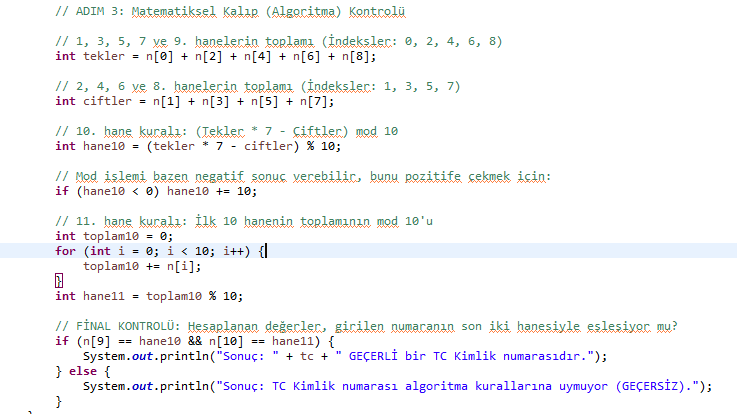 // ADIM 3: Matematiksel Kalıp (Algoritma) Kontrolü
// 1, 3, 5, 7 ve 9. hanelerin toplamı (İndeksler: 0, 2, 4, 6, 8)
int tekler = n[0] + n[2] + n[4] + n[6] + n[8];
// 2, 4, 6 ve 8. hanelerin toplamı (İndeksler: 1, 3, 5, 7)
int ciftler = n[1] + n[3] + n[5] + n[7];
// 10. hane kuralı: (Tekler * 7 - Çiftler) mod 10
int hane10 = (tekler * 7 - ciftler) % 10;
// Mod işlemi bazen negatif sonuç verebilir, bunu pozitife çekmek için:
if (hane10 < 0) hane10 += 10;
// 11. hane kuralı: İlk 10 hanenin toplamının mod 10'u
int toplam10 = 0;
for (int i = 0; i < 10; i++) {
toplam10 += n[i];
}
int hane11 = toplam10 % 10;
// FİNAL KONTROLÜ: Hesaplanan değerler, girilen numaranın son iki hanesiyle eşleşiyor mu?
if (n[9] == hane10 && n[10] == hane11) {
System.out.println("Sonuç: " + tc + " GEÇERLİ bir TC Kimlik numarasıdır.");
} else {
System.out.println("Sonuç: TC Kimlik numarası algoritma kurallarına uymuyor (GEÇERSİZ).");
}